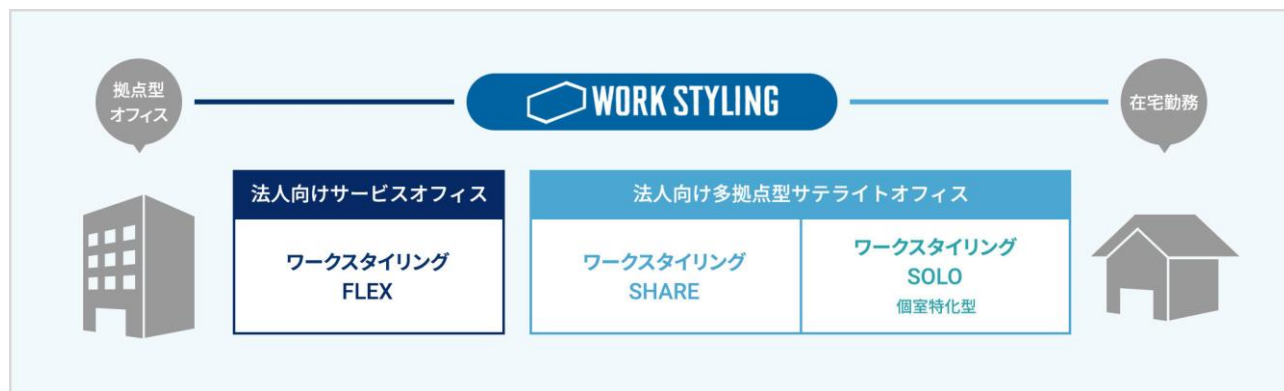 拠点型
オフィス
WORK STYLING
在宅勤務
法人向けサービスオフィス
ワークスタイリング
FLEX
法人向け多拠点型サテライトオフィス
ワークスタイリング
SHARE
ワークスタイリング
SOLO
個室特化型